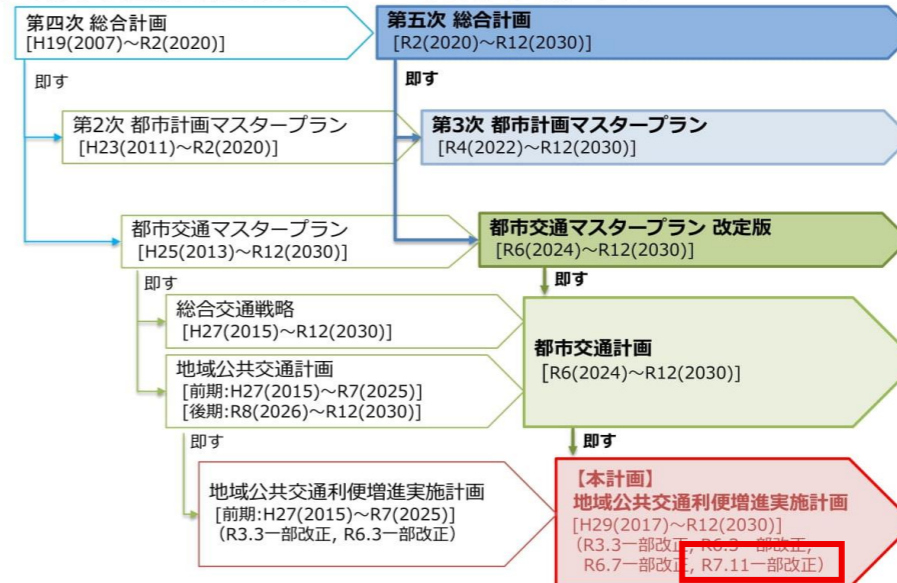 第四次 総合計画
[H19(2007)～R2(2020)]
第五次 総合計画
[R2(2020)～R12(2030)]
即す
即す
第2次 都市計画マスタープラン
[H23(2011)～R2(2020)]
第3次 都市計画マスタープラン
[R4(2022)～R12(2030)]
都市交通マスタープラン
[H25(2013)～R12(2030)]
都市交通マスタープラン 改定版
[R6(2024)～R12(2030)]
即す
即す
総合交通戦略
[H27(2015)～R12(2030)]
都市交通計画
[R6(2024)～R12(2030)]
地域公共交通計画
[前期:H27(2015)～R7(2025)]
[後期:R8(2026)～R12(2030)]
即す
即す
地域公共交通利便増進実施計画
[前期:H27(2015)～R7(2025)]
（R3.3一部改正, R6.3一部改正）
【本計画】
地域公共交通利便増進実施計画
[H29(2017)～R12(2030)]
（R3.3一部改正, R6.3一部改正,
R6.7一部改正, R7.11一部改正）